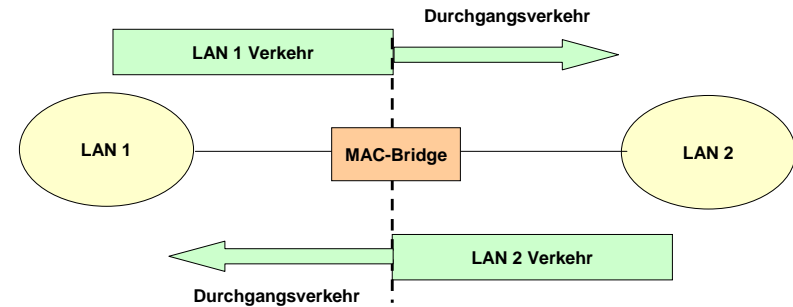 Durchgangsverkehr
LAN 1 Verkehr
LAN 1
MAC-Bridge
LAN 2
LAN 2 Verkehr
Durchgangsverkehr